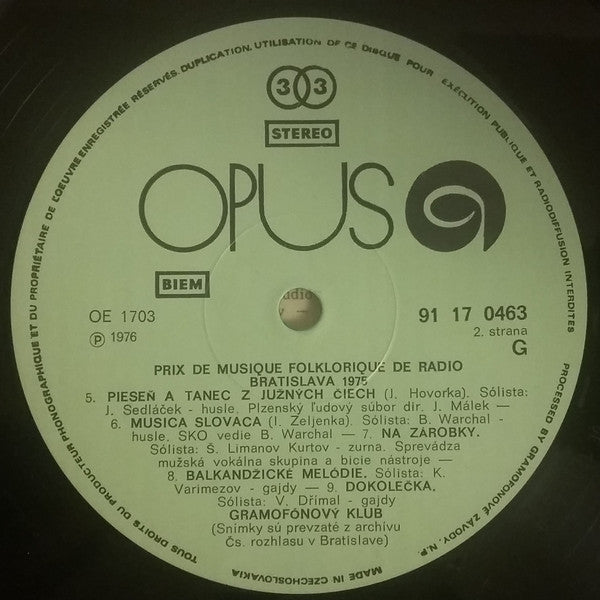 TOUS DROITS DU PRODUCTEUR PHONOGRAPHIQUE ET DU PROPRIÉTAIRE DE L'OEUVRE ENREGISTRÉE RÉSERVÉS. DUPLICATION, UTILISATION DE CE DISQUE POUR EXÉCUTION PUBLIQUE ET RADIODIFFUSION INTERDITES
33
STEREO
OPUS
BIEM
OE 1703
Ⓟ 1976
91 17 0463
2. strana
G
PRIX DE MUSIQUE FOLKLORIQUE DE RADIO
BRATISLAVA 1975
5. PIESEŇ A TANEC Z JUŽNÝCH ČIECH (J. Hovorka). Sólista:
J. Sedláček - husle. Plzenský ľudový súbor dir. J. Málek —
6. MUSICA SLOVACA (I. Zeljenka). Sólista: B. Warchal -
husle. SKO vedie B. Warchal — 7. NA ZÁROBKY.
Sólista: Š. Limanov Kurtov - zurna. Sprevádza
mužská vokálna skupina a bicie nástroje —
8. BALKANDŽICKÉ MELÓDIE. Sólista: K.
Varimezov - gajdy — 9. DOKOLEČKA.
Sólista: V. Dřímal - gajdy
GRAMOFÓNOVÝ KLUB
(Snímky sú prevzaté z archívu
Čs. rozhlasu v Bratislave)
PROCESSED BY GRAMOFONOVÉ ZÁVODY, N.P.
MADE IN CZECHOSLOVAKIA